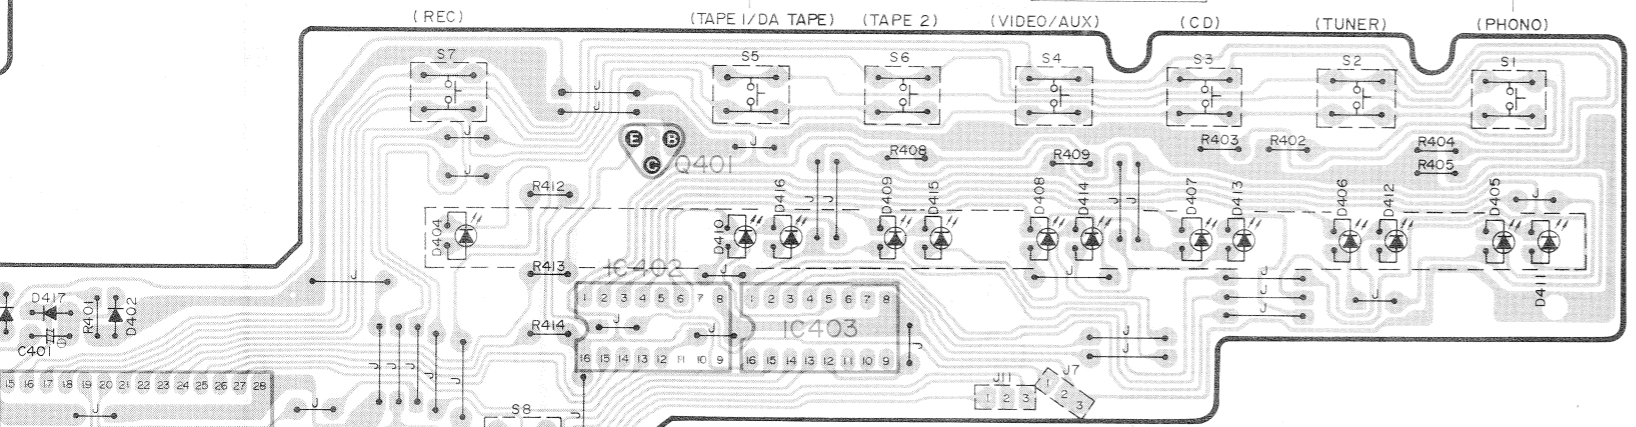 (REC) (TAPE 1/DA TAPE) (TAPE 2) (VIDEO/AUX) (CD) (TUNER) (PHONO)
S7 S5 S6 S4 S3 S2 S1
J
J
E B
C
Q401
J
J
J
R408
R409
R403 R402
R404
R405
R412
D404
D410 D416
J
D409 D415
D408 D414
J
D407 D413
D406 D412
D405
J
D411
J
R413
IC402
J
J
J
J
J
J
D417
C401
R401
D402
1 2 3 4 5 6 7 8
1 2 3 4 5 6 7 8
R414
J
J
IC403
J
J
J
16 15 14 13 12 11 10 9
16 15 14 13 12 11 10 9
J J J J J
15 16 17 18 19 20 21 22 23 24 25 26 27 28
J
J
S8
J
J11
1 2 3
J7
1 2 3